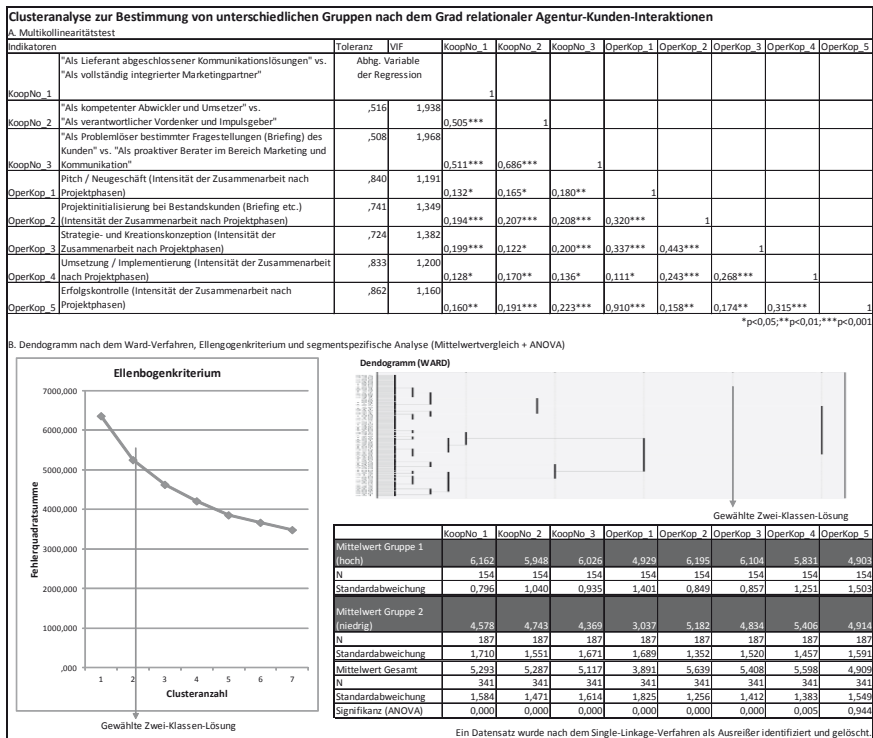 Clusteranalyse zur Bestimmung von unterschiedlichen Gruppen nach dem Grad relationaler Agentur-Kunden-Interaktionen
A. Multikollinearitätstest
Indikatoren Toleranz VIF KoopNo_1 KoopNo_2 KoopNo_3 OperKop_1 OperKop_2 OperKop_3 OperKop_4 OperKop_5
"Als Lieferant abgeschlossener Kommunikationslösungen" vs. Abhg. Variable
"Als vollständig integrierter Marketingpartner" der Regression
KoopNo_1 1
"Als kompetenter Abwickler und Umsetzer" vs. ,516 1,938
KoopNo_2 "Als verantwortlicher Vordenker und Impulsgeber" 0,505*** 1
"Als Problemlöser bestimmter Fragestellungen (Briefing) des ,508 1,968
Kunden" vs. "Als proaktiver Berater im Bereich Marketing und
KoopNo_3 Kommunikation" 0,511*** 0,686*** 1
Pitch / Neugeschäft (Intensität der Zusammenarbeit nach ,840 1,191
OperKop_1 Projektphasen) 0,132* 0,165* 0,180** 1
Projektinitialisierung bei Bestandskunden (Briefing etc.) ,741 1,349
OperKop_2 (Intensität der Zusammenarbeit nach Projektphasen) 0,194*** 0,207*** 0,208*** 0,320*** 1
Strategie- und Kreationskonzeption (Intensität der ,724 1,382
OperKop_3 Zusammenarbeit nach Projektphasen) 0,199*** 0,122* 0,200*** 0,337*** 0,443*** 1
Umsetzung / Implementierung (Intensität der Zusammenarbeit ,833 1,200
OperKop_4 nach Projektphasen) 0,128* 0,170** 0,136* 0,111* 0,243*** 0,268*** 1
Erfolgskontrolle (Intensität der Zusammenarbeit nach ,862 1,160
OperKop_5 Projektphasen) 0,160** 0,191*** 0,223*** 0,910*** 0,158** 0,174** 0,315*** 1
*p<0,05;**p<0,01;***p<0,001
B. Dendogramm nach dem Ward-Verfahren, Ellengogenkriterium und segmentspezifische Analyse (Mittelwertvergleich + ANOVA)
Ellenbogenkriterium
7000,000
6000,000
5000,000
4000,000
3000,000
2000,000
1000,000
,000
Fehlerquadratsumme
1 2 3 4 5 6 7
Clusteranzahl
Gewählte Zwei-Klassen-Lösung
Dendogramm (WARD)
Gewählte Zwei-Klassen-Lösung
KoopNo_1 KoopNo_2 KoopNo_3 OperKop_1 OperKop_2 OperKop_3 OperKop_4 OperKop_5
Mittelwert Gruppe 1
(hoch) 6,162 5,948 6,026 4,929 6,195 6,104 5,831 4,903
N 154 154 154 154 154 154 154 154
Standardabweichung 0,796 1,040 0,935 1,401 0,849 0,857 1,251 1,503
Mittelwert Gruppe 2
(niedrig) 4,578 4,743 4,369 3,037 5,182 4,834 5,406 4,914
N 187 187 187 187 187 187 187 187
Standardabweichung 1,710 1,551 1,671 1,689 1,352 1,520 1,457 1,591
Mittelwert Gesamt 5,293 5,287 5,117 3,891 5,639 5,408 5,598 4,909
N 341 341 341 341 341 341 341 341
Standardabweichung 1,584 1,471 1,614 1,825 1,256 1,412 1,383 1,549
Signifikanz (ANOVA) 0,000 0,000 0,000 0,000 0,000 0,000 0,005 0,944
Ein Datensatz wurde nach dem Single-Linkage-Verfahren als Ausreißer identifiziert und gelöscht.